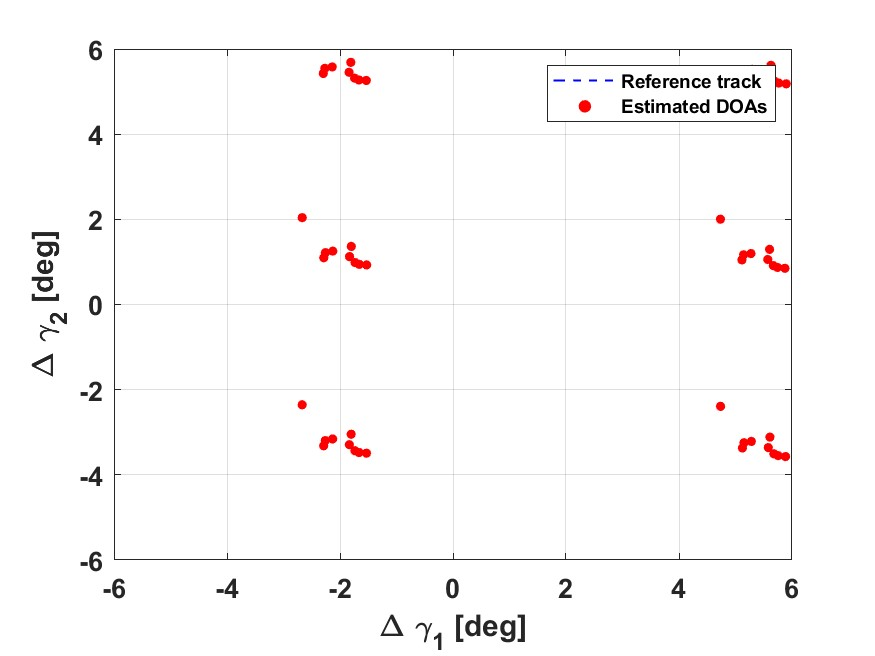 Reference track
Estimated DOAs
6
4
2
0
-2
-4
-6
-6 -4 -2 0 2 4 6
Δ γ₁ [deg]
Δ γ₂ [deg]